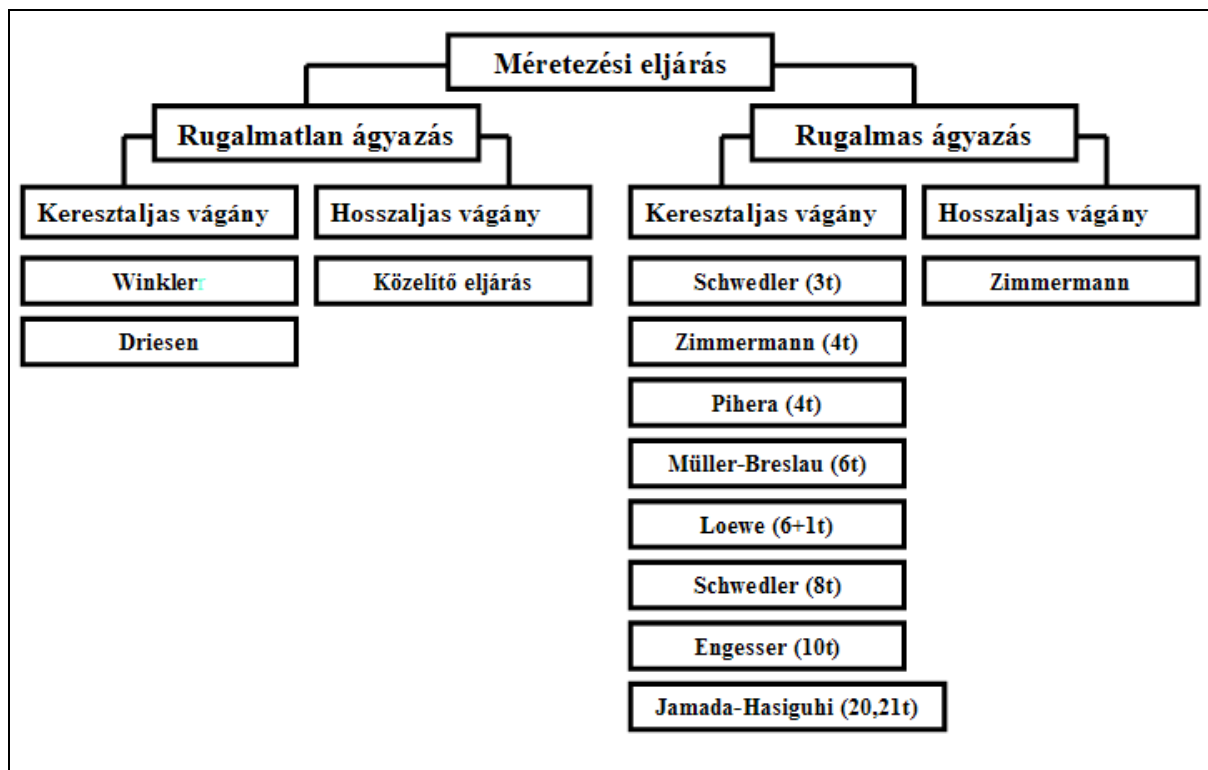 Méretezési eljárás
Rugalmatlan ágyazás
Rugalmas ágyazás
Keresztaljas vágány
Hosszaljas vágány
Keresztaljas vágány
Hosszaljas vágány
Winklerr
Közelítő eljárás
Schwedler (3t)
Zimmermann
Driesen
Zimmermann (4t)
Pihera (4t)
Müller-Breslau (6t)
Loewe (6+1t)
Schwedler (8t)
Engesser (10t)
Jamada-Hasiguhi (20,21t)